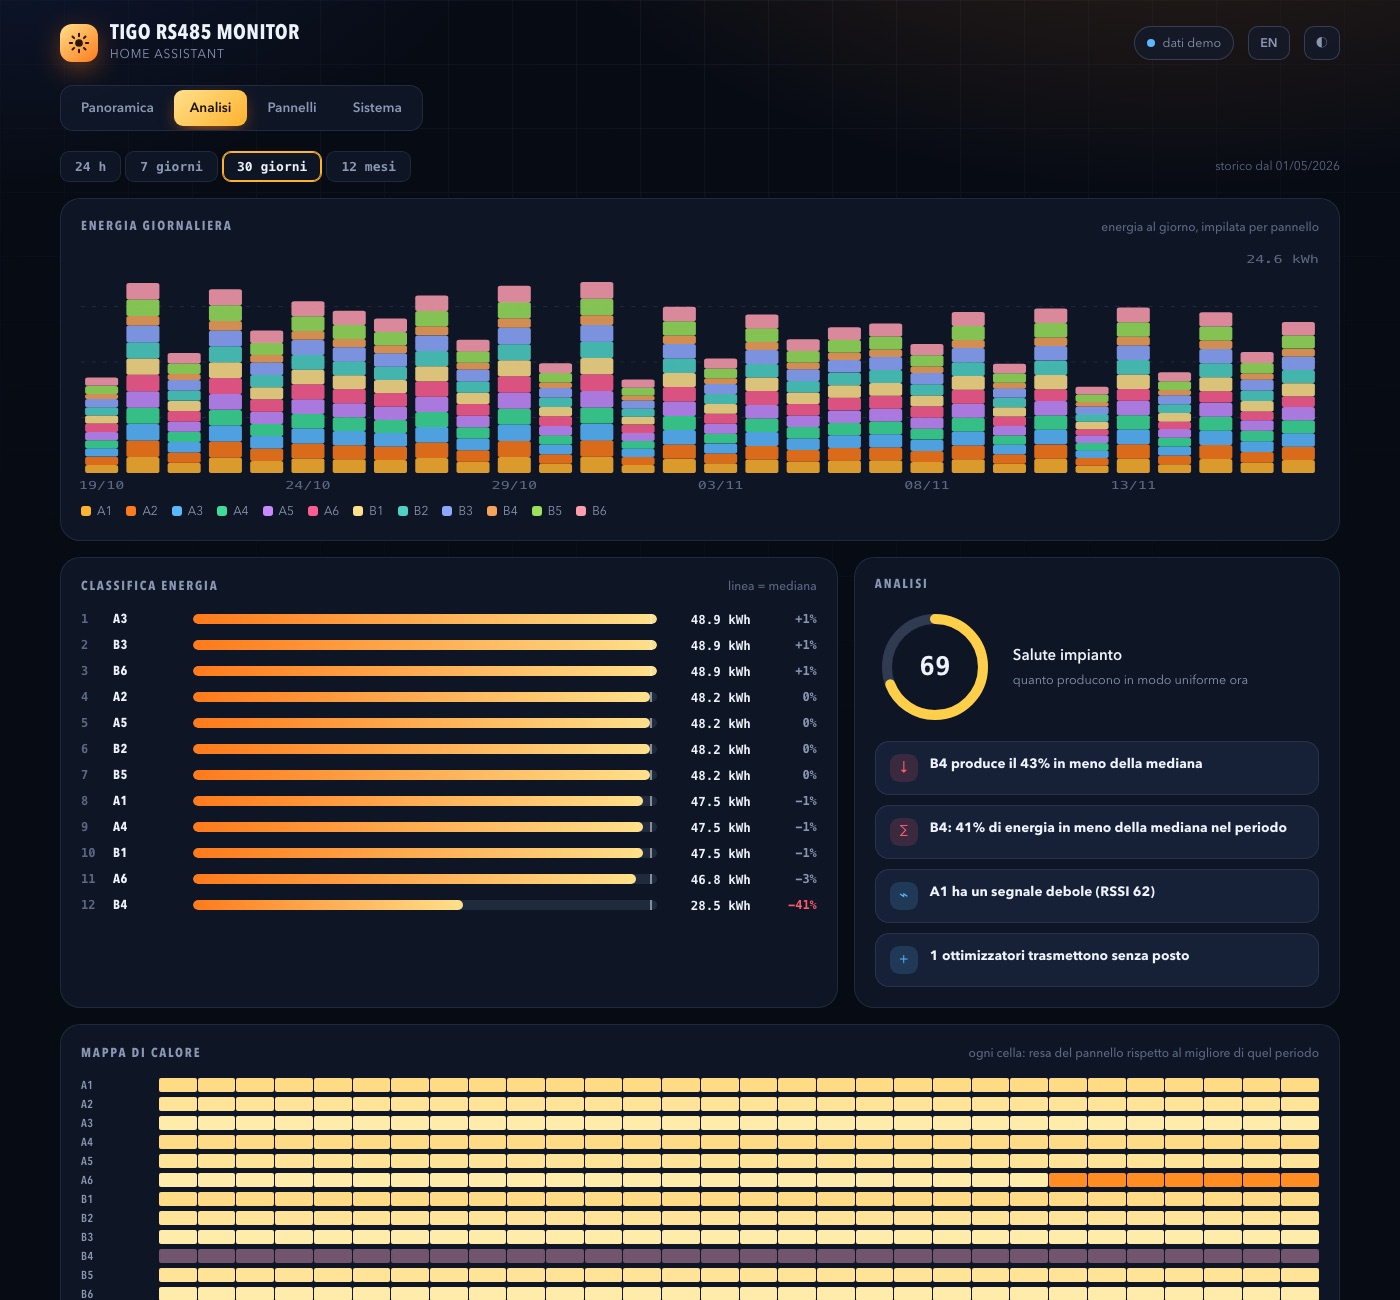 TIGO RS485 MONITOR
HOME ASSISTANT
dati demo
EN
Panoramica Analisi Pannelli Sistema
24 h 7 giorni 30 giorni 12 mesi
storico dal 01/05/2026
ENERGIA GIORNALIERA
energia al giorno, impilata per pannello
24.6 kWh
19/10 24/10 29/10 03/11 08/11 13/11
A1 A2 A3 A4 A5 A6 B1 B2 B3 B4 B5 B6
CLASSIFICA ENERGIA
linea = mediana
1 A3 48.9 kWh +1%
2 B3 48.9 kWh +1%
3 B6 48.9 kWh +1%
4 A2 48.2 kWh 0%
5 A5 48.2 kWh 0%
6 B2 48.2 kWh 0%
7 B5 48.2 kWh 0%
8 A1 47.5 kWh −1%
9 A4 47.5 kWh −1%
10 B1 47.5 kWh −1%
11 A6 46.8 kWh −3%
12 B4 28.5 kWh −41%
ANALISI
69
Salute impianto
quanto producono in modo uniforme ora
↓ B4 produce il 43% in meno della mediana
Σ B4: 41% di energia in meno della mediana nel periodo
⌁ A1 ha un segnale debole (RSSI 62)
+ 1 ottimizzatori trasmettono senza posto
MAPPA DI CALORE
ogni cella: resa del pannello rispetto al migliore di quel periodo
A1
A2
A3
A4
A5
A6
B1
B2
B3
B4
B5
B6